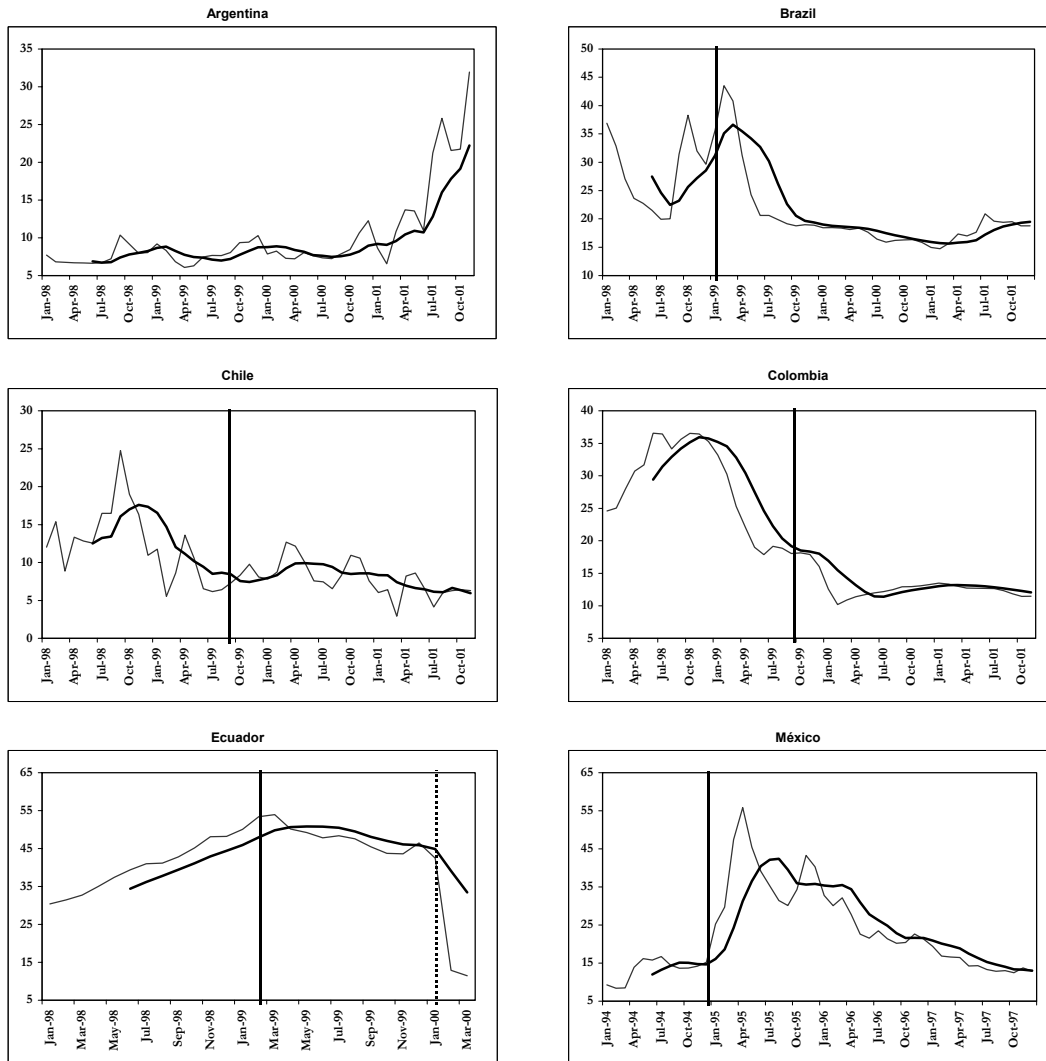 Argentina
35
30
25
20
15
10
5
Jan-98
Apr-98
Jul-98
Oct-98
Jan-99
Apr-99
Jul-99
Oct-99
Jan-00
Apr-00
Jul-00
Oct-00
Jan-01
Apr-01
Jul-01
Oct-01
Brazil
50
45
40
35
30
25
20
15
10
Jan-98
Apr-98
Jul-98
Oct-98
Jan-99
Apr-99
Jul-99
Oct-99
Jan-00
Apr-00
Jul-00
Oct-00
Jan-01
Apr-01
Jul-01
Oct-01
Chile
30
25
20
15
10
5
0
Jan-98
Apr-98
Jul-98
Oct-98
Jan-99
Apr-99
Jul-99
Oct-99
Jan-00
Apr-00
Jul-00
Oct-00
Jan-01
Apr-01
Jul-01
Oct-01
Colombia
40
35
30
25
20
15
10
5
Jan-98
Apr-98
Jul-98
Oct-98
Jan-99
Apr-99
Jul-99
Oct-99
Jan-00
Apr-00
Jul-00
Oct-00
Jan-01
Apr-01
Jul-01
Oct-01
Ecuador
65
55
45
35
25
15
5
Jan-98
Mar-98
May-98
Jul-98
Sep-98
Nov-98
Jan-99
Mar-99
May-99
Jul-99
Sep-99
Nov-99
Jan-00
Mar-00
México
65
55
45
35
25
15
5
Jan-94
Apr-94
Jul-94
Oct-94
Jan-95
Apr-95
Jul-95
Oct-95
Jan-96
Apr-96
Jul-96
Oct-96
Jan-97
Apr-97
Jul-97
Oct-97